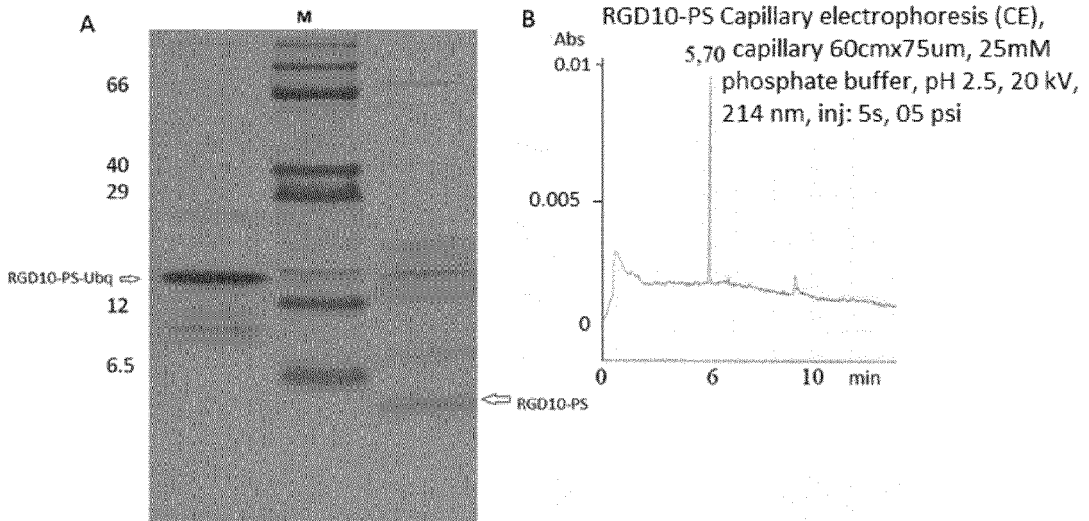 A
M
66
40
29
RGD10-PS-Ubq
12
6.5
RGD10-PS
B
RGD10-PS Capillary electrophoresis (CE),
capillary 60cmx75um, 25mM
phosphate buffer, pH 2.5, 20 kV,
214 nm, inj: 5s, 05 psi
Abs
5,70
0.01
0.005
0
0 6 10 min